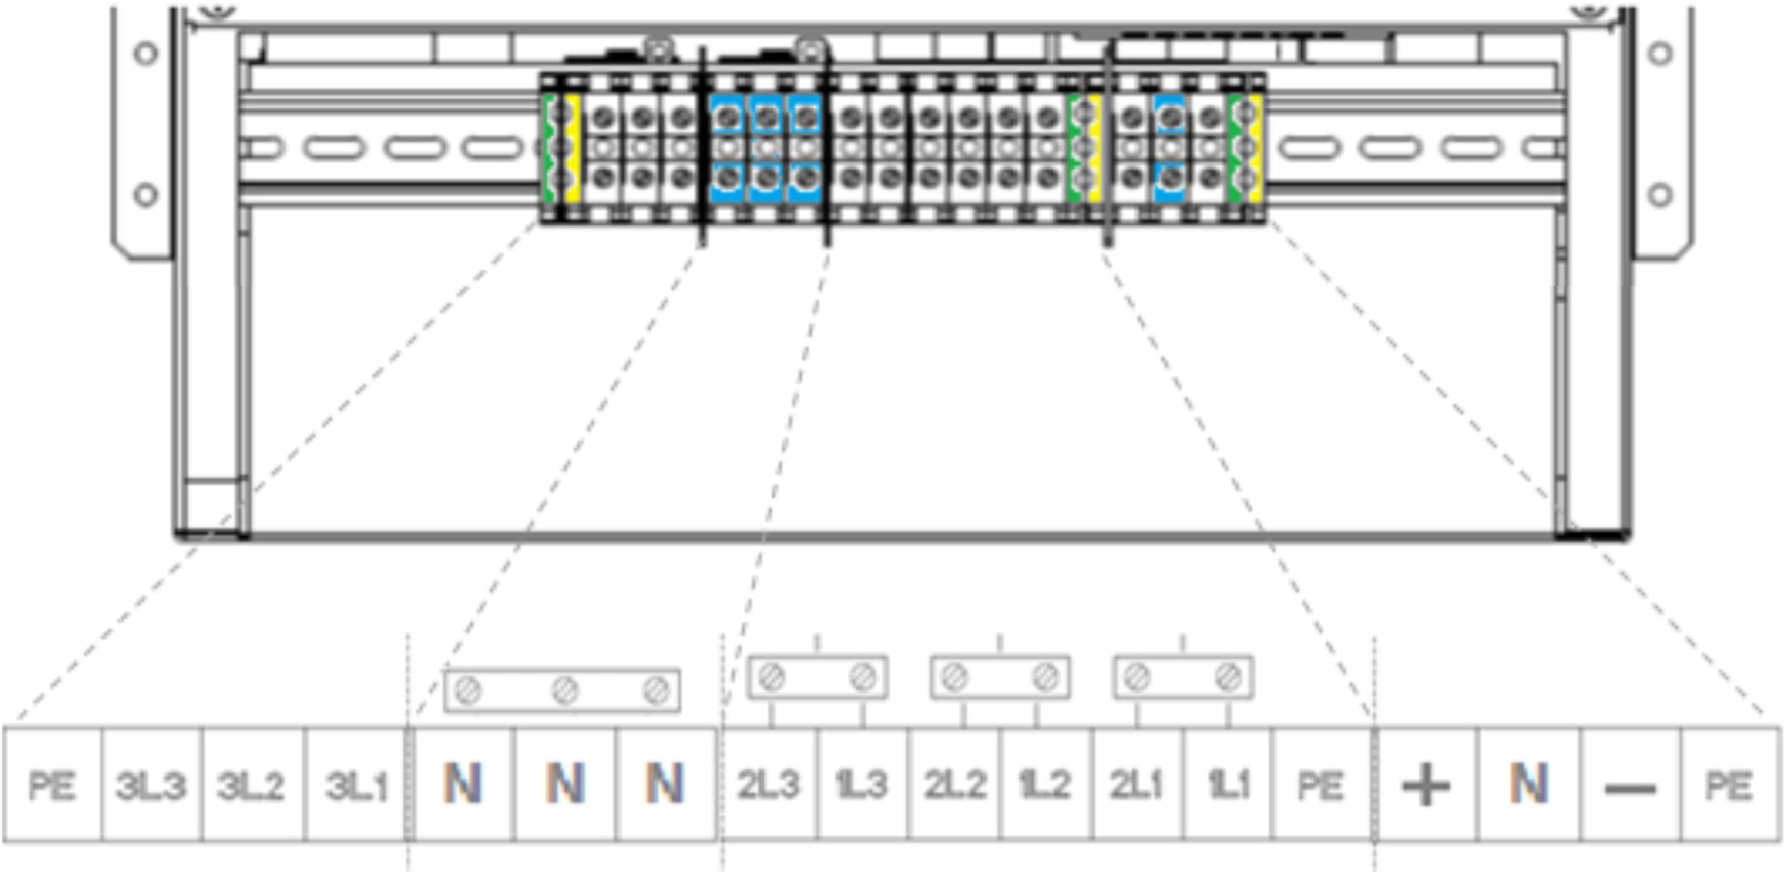 PE 3L3 3L2 3L1 N N N 2L3 1L3 2L2 1L2 2L1 1L1 PE + N — PE